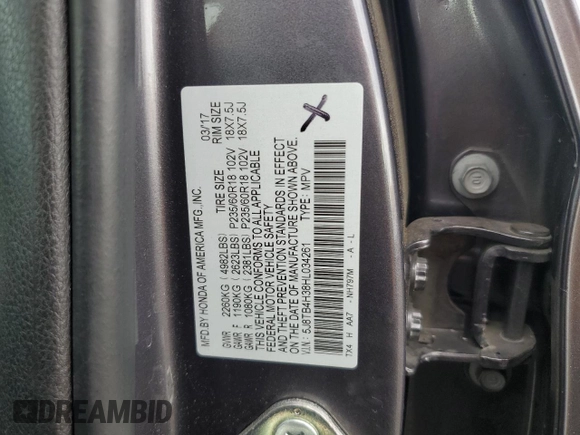 MFD.BY HONDA OF AMERICA MFG.,INC. 03/17
TIRE SIZE RIM SIZE
GVWR 2260KG ( 4982LBS)
GAWR F 1190KG ( 2623LBS) P235/60R18 102V 18X7.5J
GAWR R 1080KG ( 2381LBS) P235/60R18 102V 18X7.5J
THIS VEHICLE CONFORMS TO ALL APPLICABLE
FEDERAL MOTOR VEHICLE SAFETY
AND THEFT PREVENTION STANDARDS IN EFFECT
ON THE DATE OF MANUFACTURE SHOWN ABOVE.
V.I.N: 5J8TB4H38HL034261 TYPE: MPV
TX4 H AA7 - NH797M - A - L
X
DREAMBID